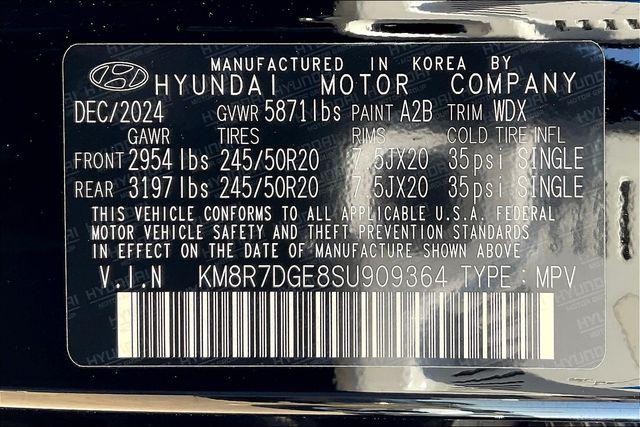 MANUFACTURED IN KOREA BY
HYUNDAI MOTOR COMPANY
DEC/2024 GVWR 5871lbs PAINT A2B TRIM WDX
GAWR TIRES RIMS COLD TIRE INFL
FRONT 2954lbs 245/50R20 7.5JX20 35psi SINGLE
REAR 3197lbs 245/50R20 7.5JX20 35psi SINGLE
THIS VEHICLE CONFORMS TO ALL APPLICABLE U.S.A. FEDERAL
MOTOR VEHICLE SAFETY AND THEFT PREVENTION STANDARDS
IN EFFECT ON THE DATE OF MANUFACTURE SHOWN ABOVE
V.I.N KM8R7DGE8SU909364 TYPE : MPV